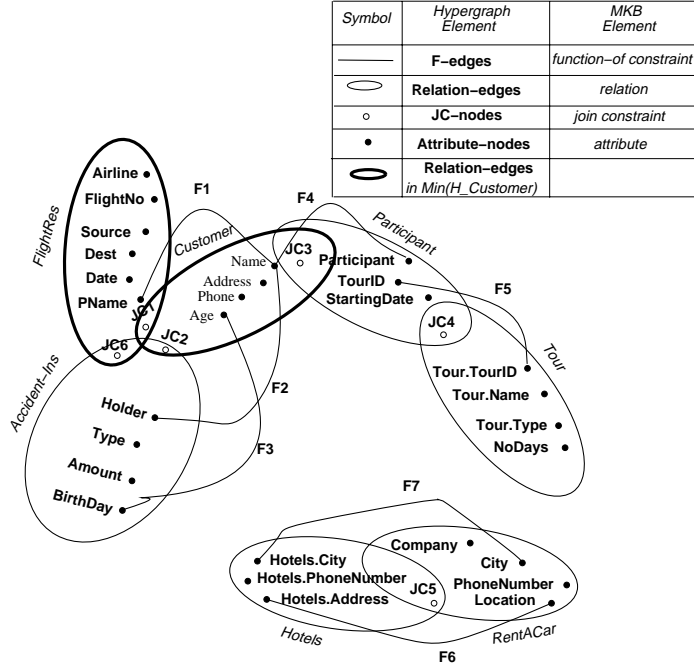 Symbol Hypergraph Element MKB Element
F-edges function-of constraint
Relation-edges relation
JC-nodes join constraint
Attribute-nodes attribute
Relation-edges in Min(H_Customer)
FlightRes
Airline
FlightNo
Source
Dest
Date
PName
F1
Customer
Name
Address
Phone
Age
JC1
JC2
JC6
F4
JC3
Participant
Participant
TourID
StartingDate
F5
JC4
Tour
Tour.TourID
Tour.Name
Tour.Type
NoDays
Accident-Ins
Holder
Type
Amount
BirthDay
F2
F3
F7
Hotels.City
Hotels.PhoneNumber
Hotels.Address
Hotels
JC5
Company
City
PhoneNumber
Location
RentACar
F6